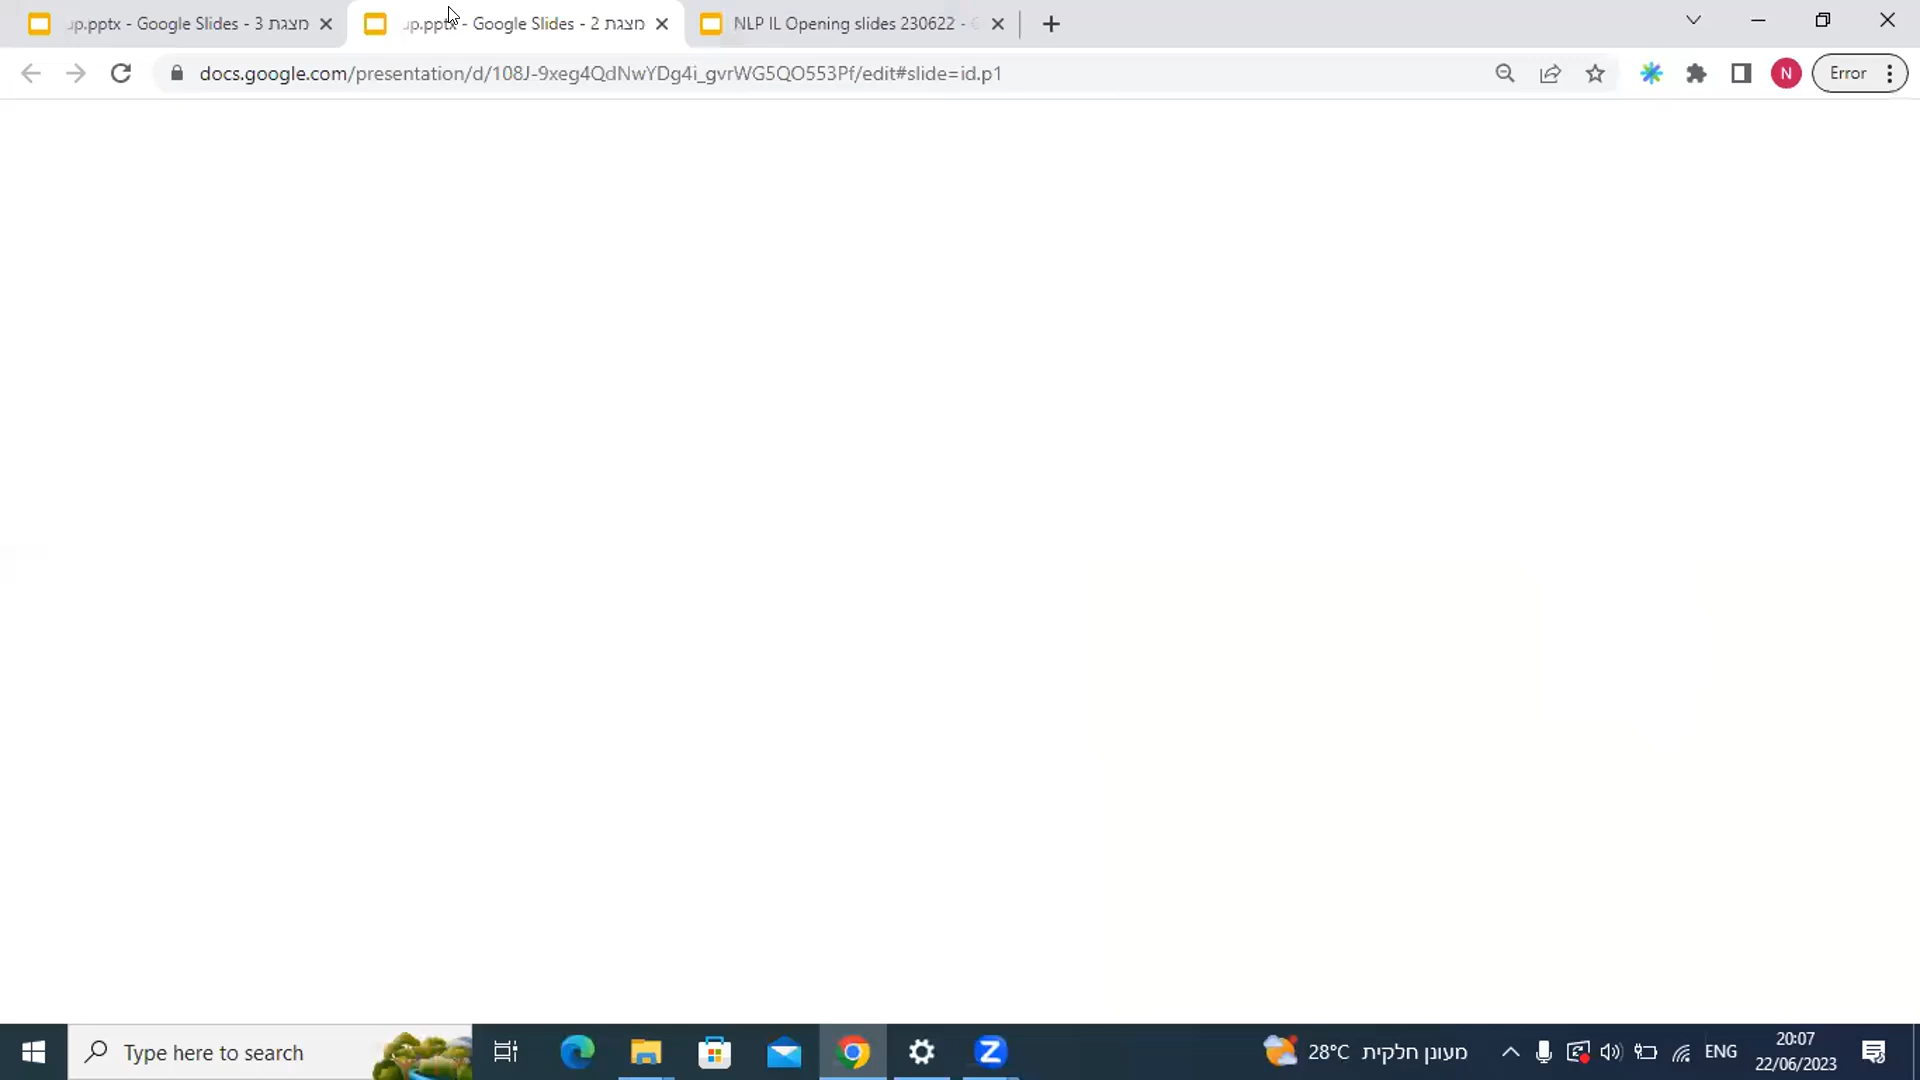 up.pptx - Google Slides - 3 מצגת
up.pptx - Google Slides - 2 מצגת
NLP IL Opening slides 230622 -
docs.google.com/presentation/d/108J-9xeg4QdNwYDg4i_gvrWG5QO553Pf/edit#slide=id.p1
N
Error
Type here to search
28°C מעונן חלקית
ENG
20:07
22/06/2023